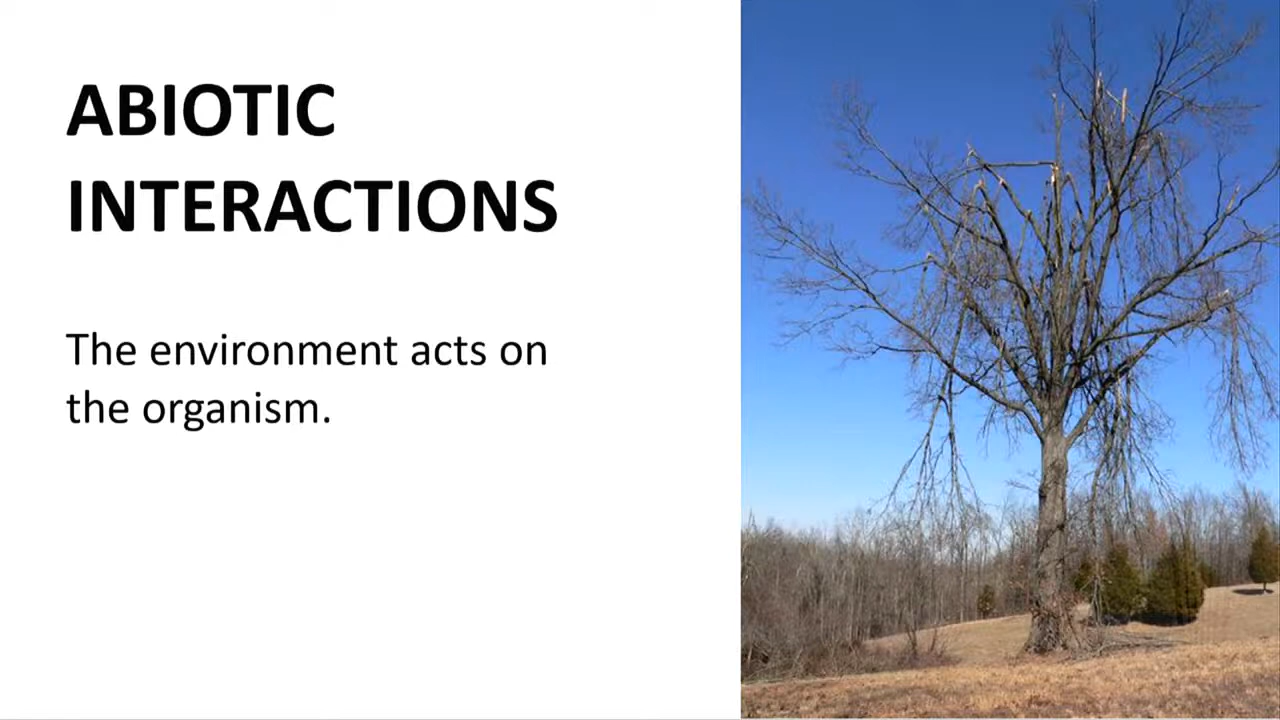 ABIOTIC
INTERACTIONS
The environment acts on
the organism.